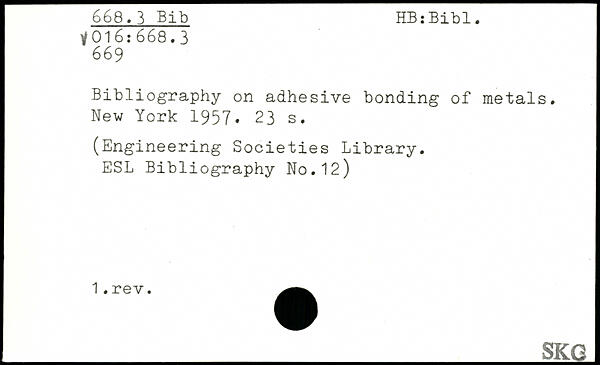 668.3 Bib
HB:Bibl.
√016:668.3
669
Bibliography on adhesive bonding of metals.
New York 1957. 23 s.
(Engineering Societies Library.
ESL Bibliography No.12)
1.rev.
SKC